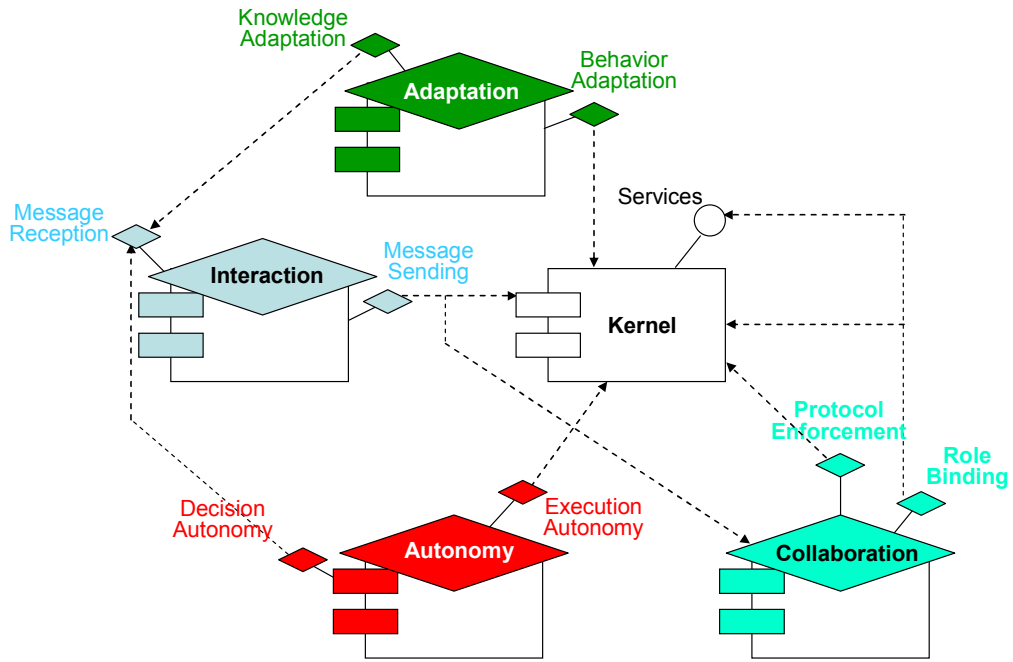 Knowledge
Adaptation
Behavior
Adaptation
Adaptation
Services
Message
Reception
Message
Sending
Interaction
Kernel
Protocol
Enforcement
Role
Binding
Decision
Autonomy
Execution
Autonomy
Autonomy
Collaboration